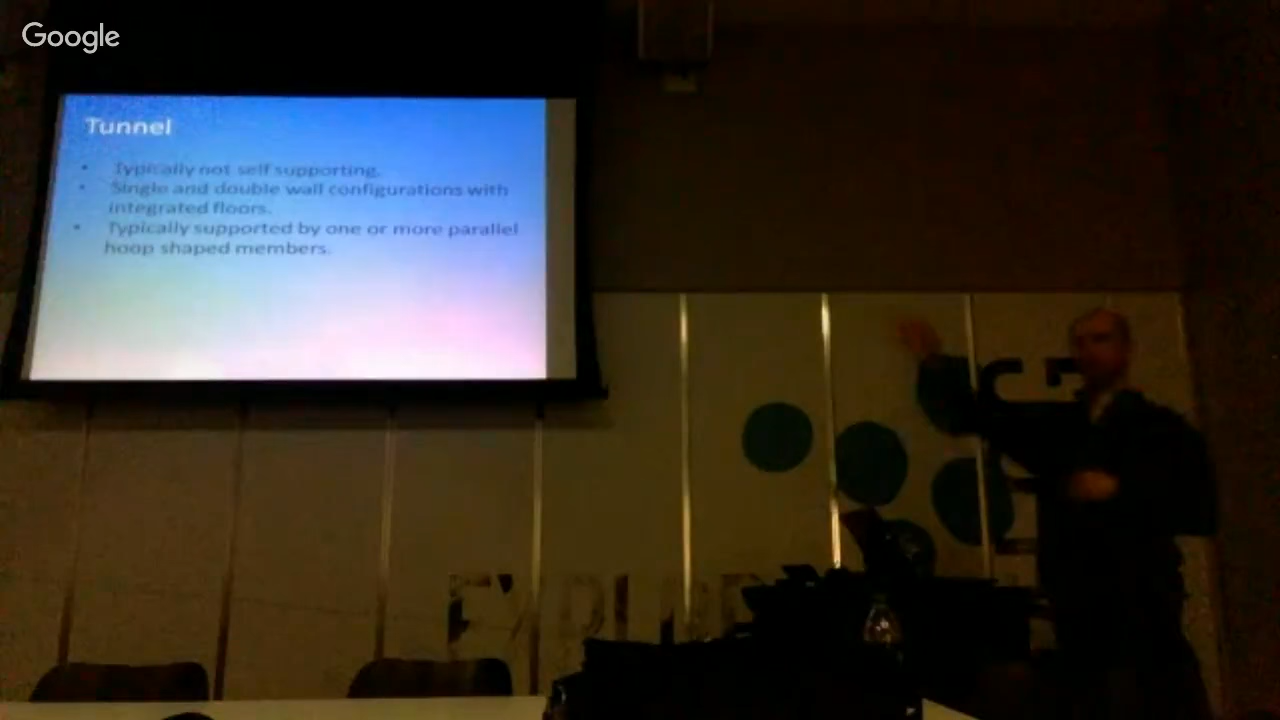 Google
Tunnel
• Typically not self supporting.
• Single and double wall configurations with
integrated floors.
• Typically supported by one or more parallel
hoop shaped members.